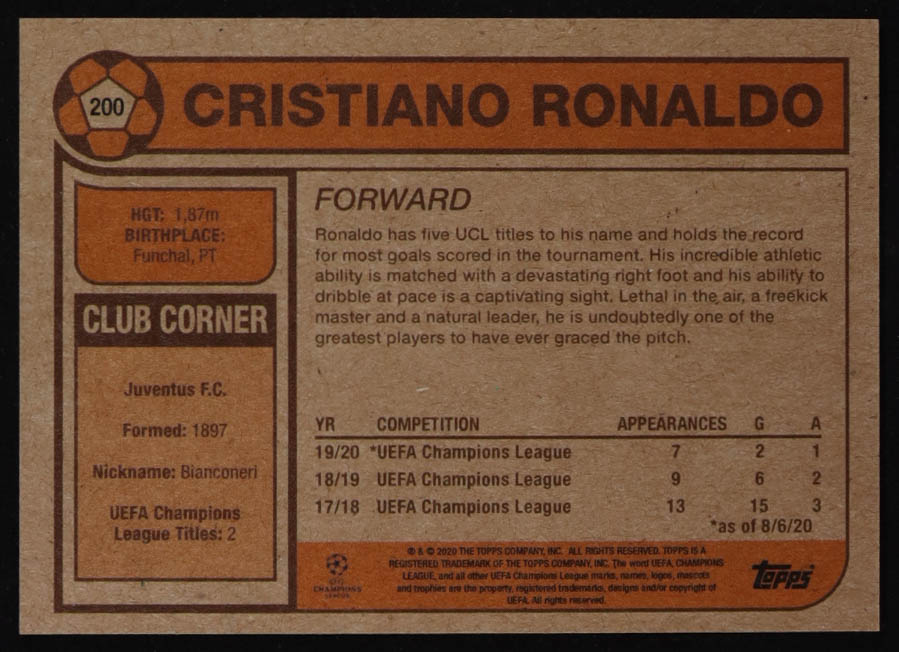 200
CRISTIANO RONALDO
HGT: 1,87m
BIRTHPLACE:
Funchal, PT
CLUB CORNER
Juventus F.C.
Formed: 1897
Nickname: Bianconeri
UEFA Champions
League Titles: 2
FORWARD
Ronaldo has five UCL titles to his name and holds the record
for most goals scored in the tournament. His incredible athletic
ability is matched with a devastating right foot and his ability to
dribble at pace is a captivating sight. Lethal in the air, a freekick
master and a natural leader, he is undoubtedly one of the
greatest players to have ever graced the pitch.
YR COMPETITION APPEARANCES G A
19/20 *UEFA Champions League 7 2 1
18/19 UEFA Champions League 9 6 2
17/18 UEFA Champions League 13 15 3
*as of 8/6/20
® & © 2020 THE TOPPS COMPANY, INC. ALL RIGHTS RESERVED. TOPPS IS A
REGISTERED TRADEMARK OF THE TOPPS COMPANY, INC. The word UEFA, CHAMPIONS
LEAGUE, and all other UEFA Champions League marks, names, logos, mascots
and trophies are the property, registered trademarks, designs and/or copyright of
UEFA. All rights reserved.
UEFA
CHAMPIONS
LEAGUE
Topps